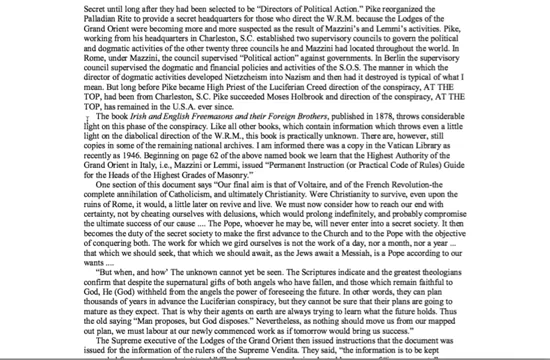 Secret until long after they had been selected to be “Directors of Political Action.” Pike reorganized the
Palladian Rite to provide a secret headquarters for those who direct the W.R.M. because the Lodges of the
Grand Orient were becoming more and more suspected as the result of Mazzini's and Lemmi's activities. Pike,
working from his headquarters in Charleston, S.C. established two supervisory councils to govern the political
and dogmatic activities of the other twenty three councils he and Mazzini had located throughout the world. In
Rome, under Mazzini, the council supervised “Political action” against governments. In Berlin the supervisory
council supervised the dogmatic and financial policies and activities of the S.O.S. The manner in which the
director of dogmatic activities developed Nietzcheism into Nazism and then had it destroyed is typical of what I
mean. But long before Pike became High Priest of the Luciferian Creed direction of the conspiracy, AT THE
TOP, had been from Charleston, S.C. Pike succeeded Moses Holbrook and direction of the conspiracy, AT
TOP, has remained in the U.S.A. ever since.
The book Irish and English Freemasons and their Foreign Brothers, published in 1878, throws considerable
light on this phase of the conspiracy. Like all other books, which contain information which throws even a little
light on the diabolical direction of the W.R.M., this book is practically unknown. There are, however, still
copies in some of the remaining national archives. I am informed there was a copy in the Vatican Library as
recently as 1946. Beginning on page 62 of the above named book we learn that the Highest Authority of the
Grand Orient in Italy, i.e., Mazzini or Lemmi, issued “Permanent Instruction (or Practical Code of Rules) Guide
for the Heads of the Highest Grades of Masonry.”
One section of this document says “Our final aim is that of Voltaire, and of the French Revolution-the
complete annihilation of Catholicism, and ultimately Christianity. Were Christianity to survive, even upon the
ruins of Rome, it would, a little later on revive and live. We must now consider how to reach our end with
certainty, not by cheating ourselves with delusions, which would prolong indefinitely, and probably compromise
the ultimate success of our cause .... The Pope, whoever he may be, will never enter into a secret society. It then
becomes the duty of the secret society to make the first advance to the Church and to the Pope with the objective
of conquering both. The work for which we gird ourselves is not the work of a day, nor a month, nor a year ...
that which we should seek, that which we should await, as the Jews await a Messiah, is a Pope according to our
wants ....
“But when, and how' The unknown cannot yet be seen. The Scriptures indicate and the greatest theologians
confirm that despite the supernatural gifts of both angels who have fallen, and those which remain faithful to
God, He (God) withheld from the angels the power of foreseeing the future. In other words, they can plan
thousands of years in advance the Luciferian conspiracy, but they cannot be sure that their plans are going to
mature as they expect. That is why their agents on earth are always trying to learn what the future holds. Thus
the old saying “Man proposes, but God disposes.” Nevertheless, as nothing should move us from our mapped
out plan, we must labour at our newly commenced work as if tomorrow would bring us success.”
The Supreme executive of the Lodges of the Grand Orient then issued instructions that the document was
issued for the information of the rulers of the Supreme Vendita. They said, “the information is to be kept